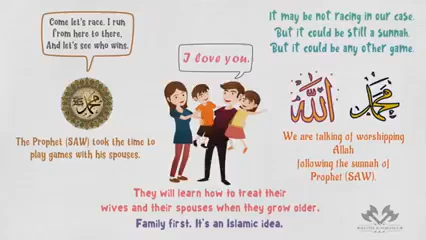 Come let's race. I run
from here to there,
And let's see who wins.
The Prophet (SAW) took the time to
play games with his spouses.
I love you.
They will learn how to treat their
wives and their spouses when they grow older.
Family first. It's an Islamic idea.
It may be not racing in our case.
But it could be still a sunnah.
But it could be any other game.
الله
محمد
We are talking of worshipping
Allah
following the sunnah of
Prophet (SAW).